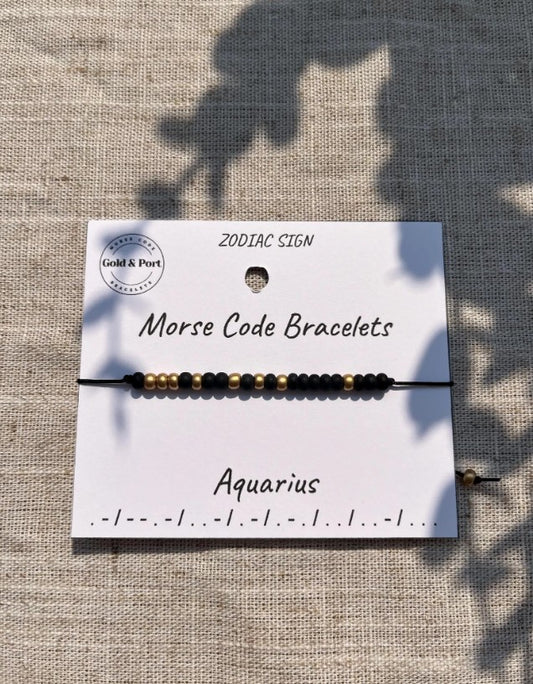 ZODIAC SIGN
MORSE CODE
Gold & Port
BRACELETS
Morse Code Bracelets
Aquarius
.-/--.-/..-/.-/.-./../..-/...